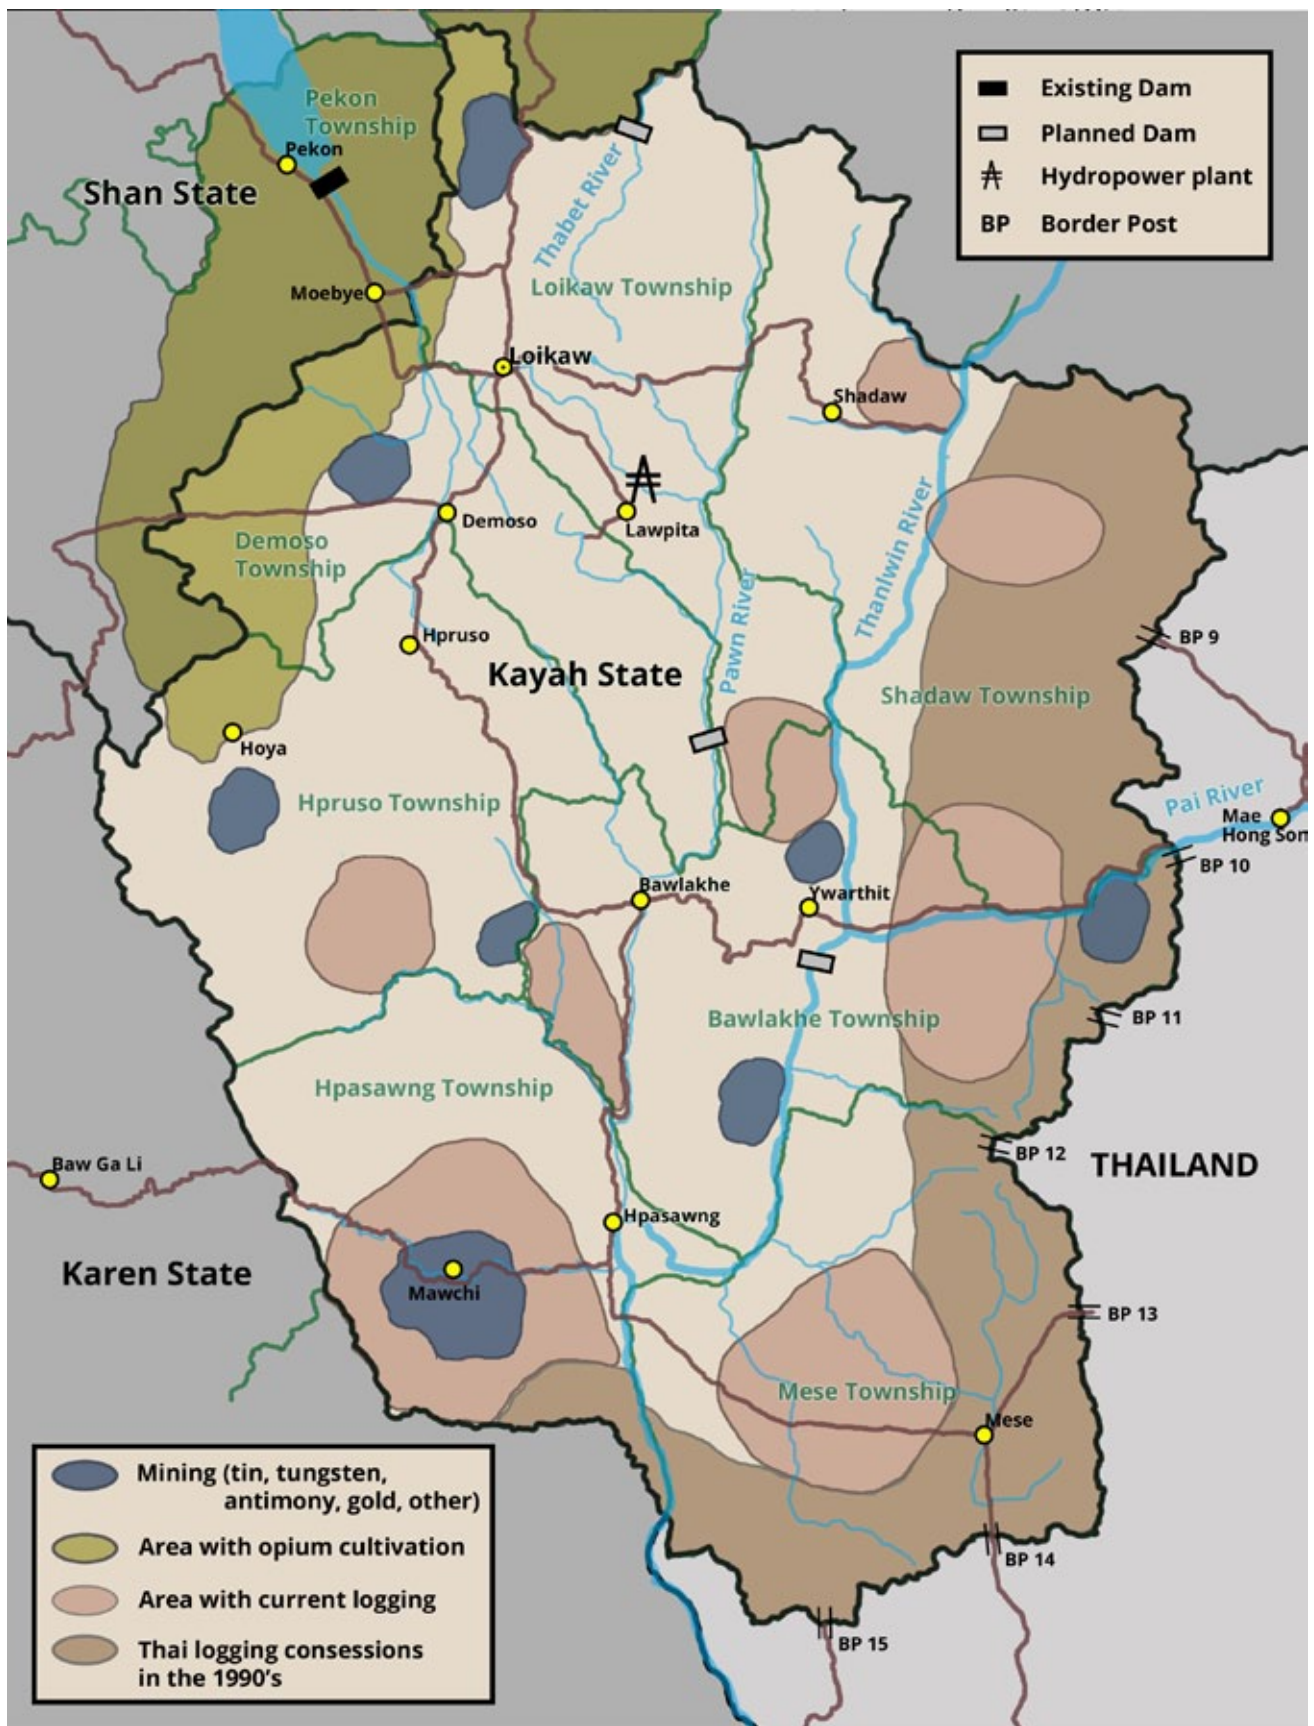 Existing Dam
Planned Dam
Hydropower plant
BP Border Post
Pekon
Township
Pekon
Shan State
Thabet River
Loikaw Township
Moebye
Loikaw
Shadaw
Demoso
Lawpita
Demoso
Township
Thanlwin River
Pawn River
Hpruso
BP 9
Kayah State
Shadaw Township
Hoya
Hpruso Township
Pai River
Mae
Hong Son
BP 10
Bawlakhe
Ywarthit
Bawlakhe Township
BP 11
Hpasawng Township
BP 12
Baw Ga Li
THAILAND
Hpasawng
Karen State
Mawchi
BP 13
Mese Township
Mese
Mining (tin, tungsten,
antimony, gold, other)
Area with opium cultivation
Area with current logging
Thai logging consessions
in the 1990's
BP 14
BP 15